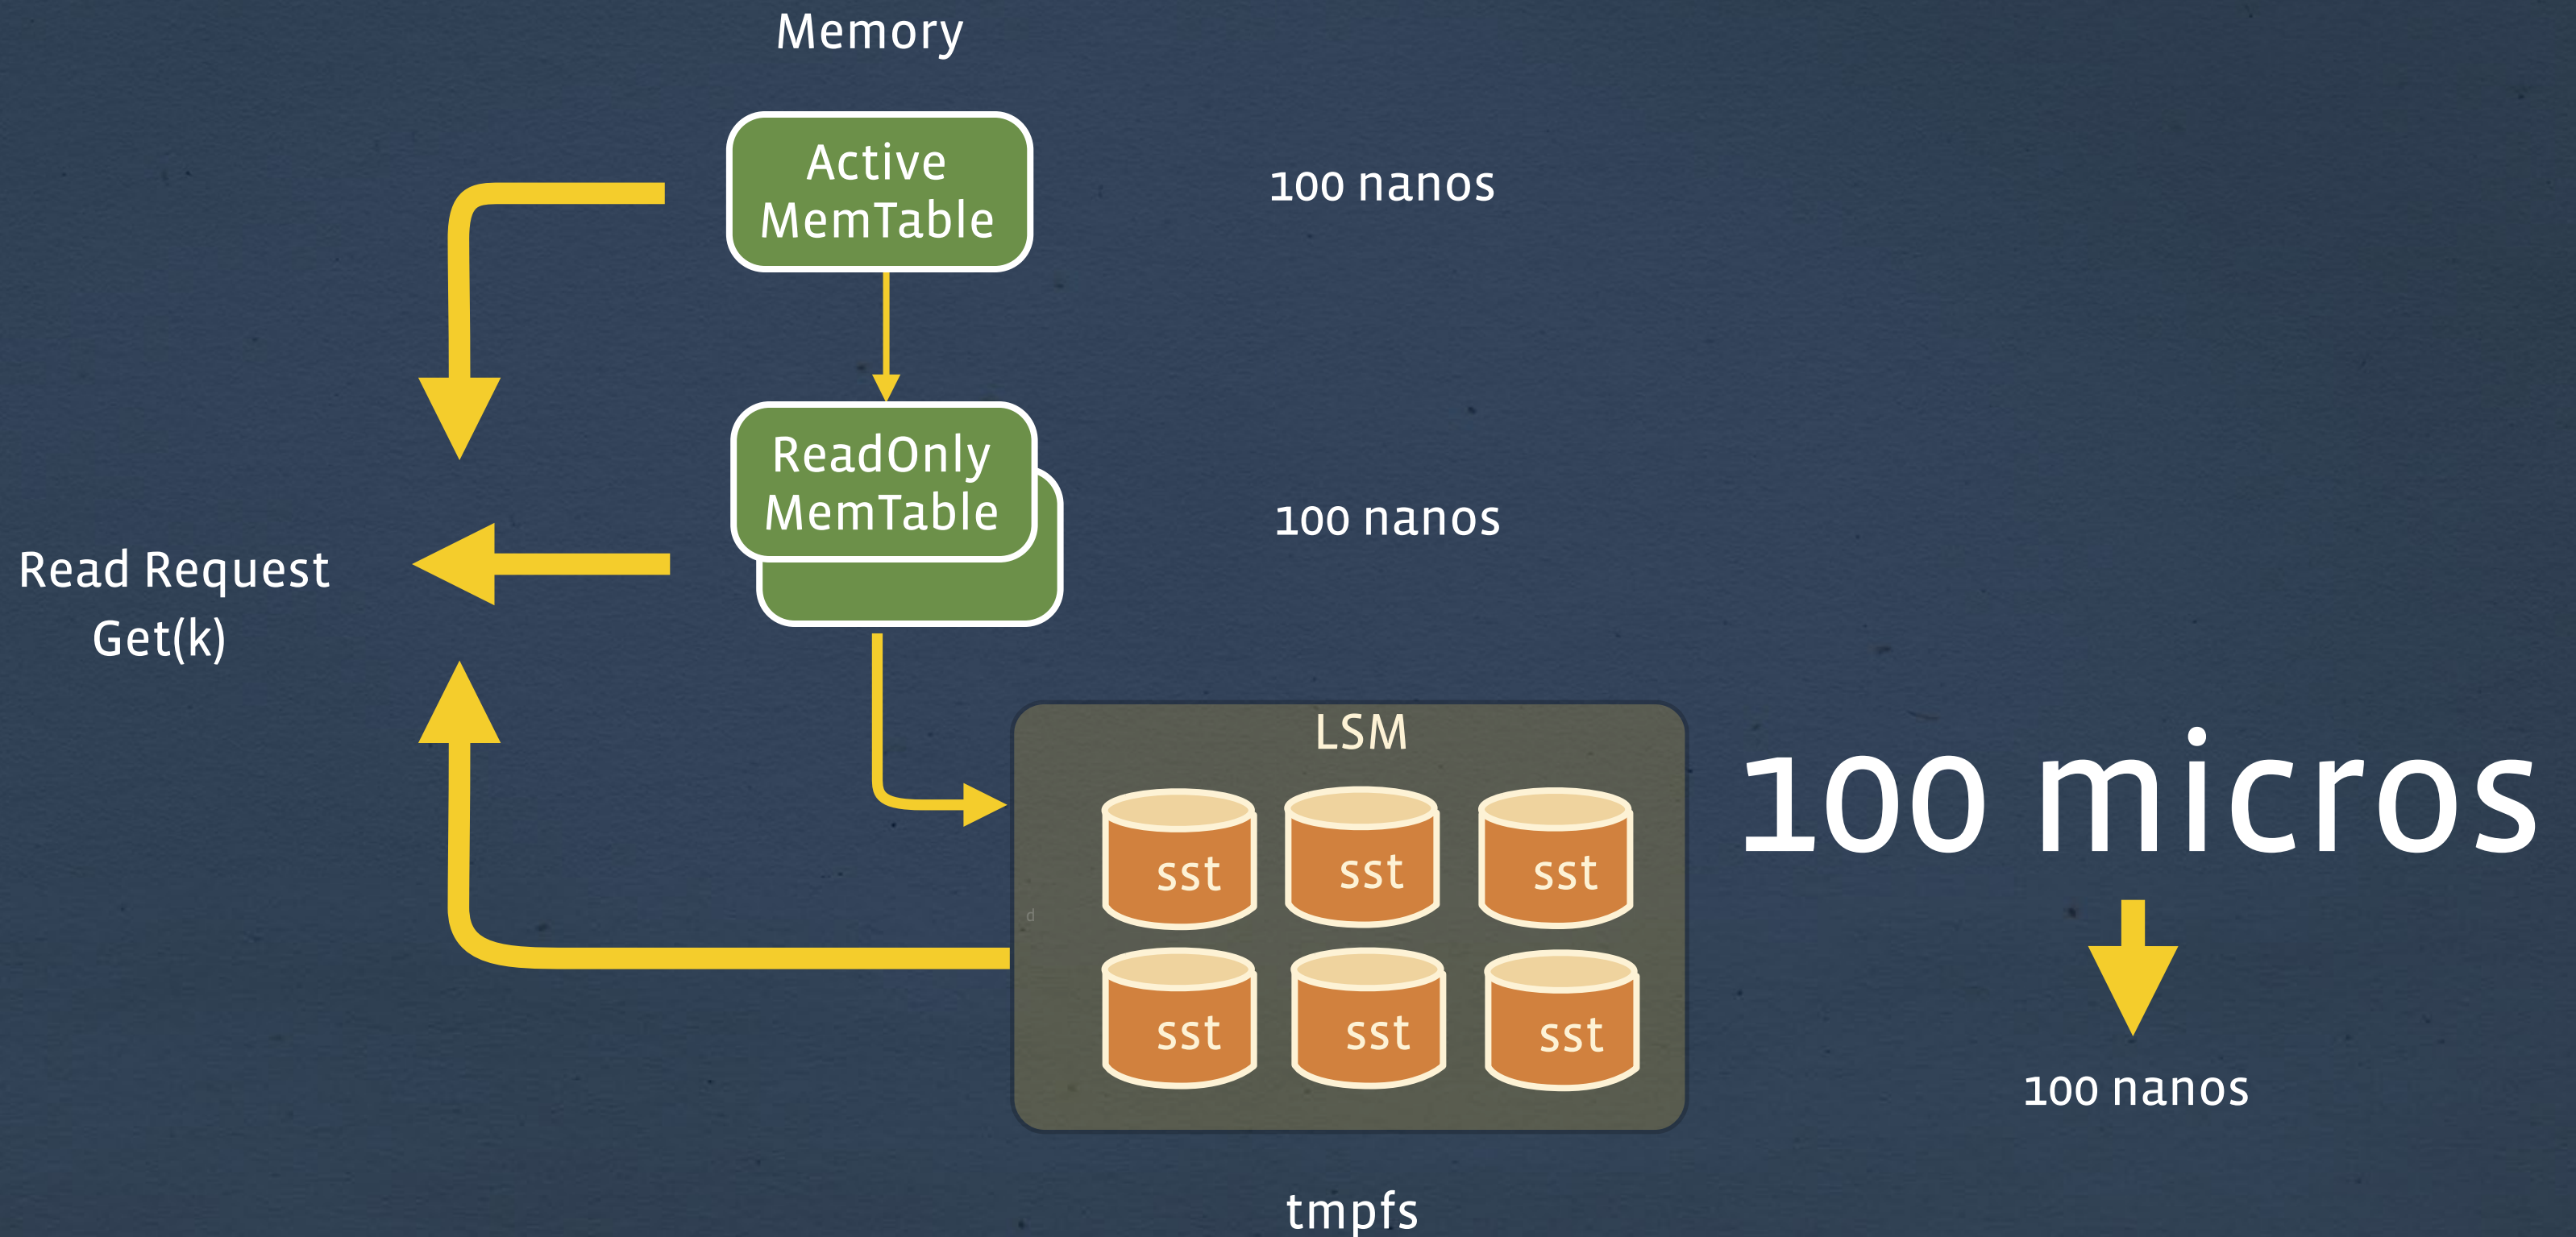 Memory
Active
MemTable
100 nanos
ReadOnly
MemTable
100 nanos
Read Request
Get(k)
LSM
sst
sst
sst
100 micros
d
sst
sst
sst
100 nanos
tmpfs